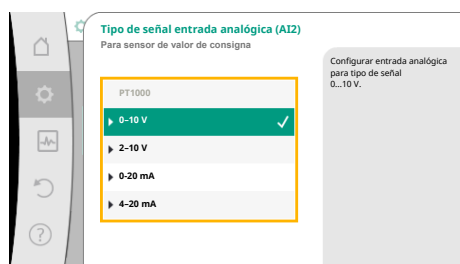 Tipo de señal entrada analógica (AI2)
Para sensor de valor de consigna
Configurar entrada analógica
para tipo de señal
0...10 V.
PT1000
0–10 V
2–10 V
0-20 mA
4–20 mA
?